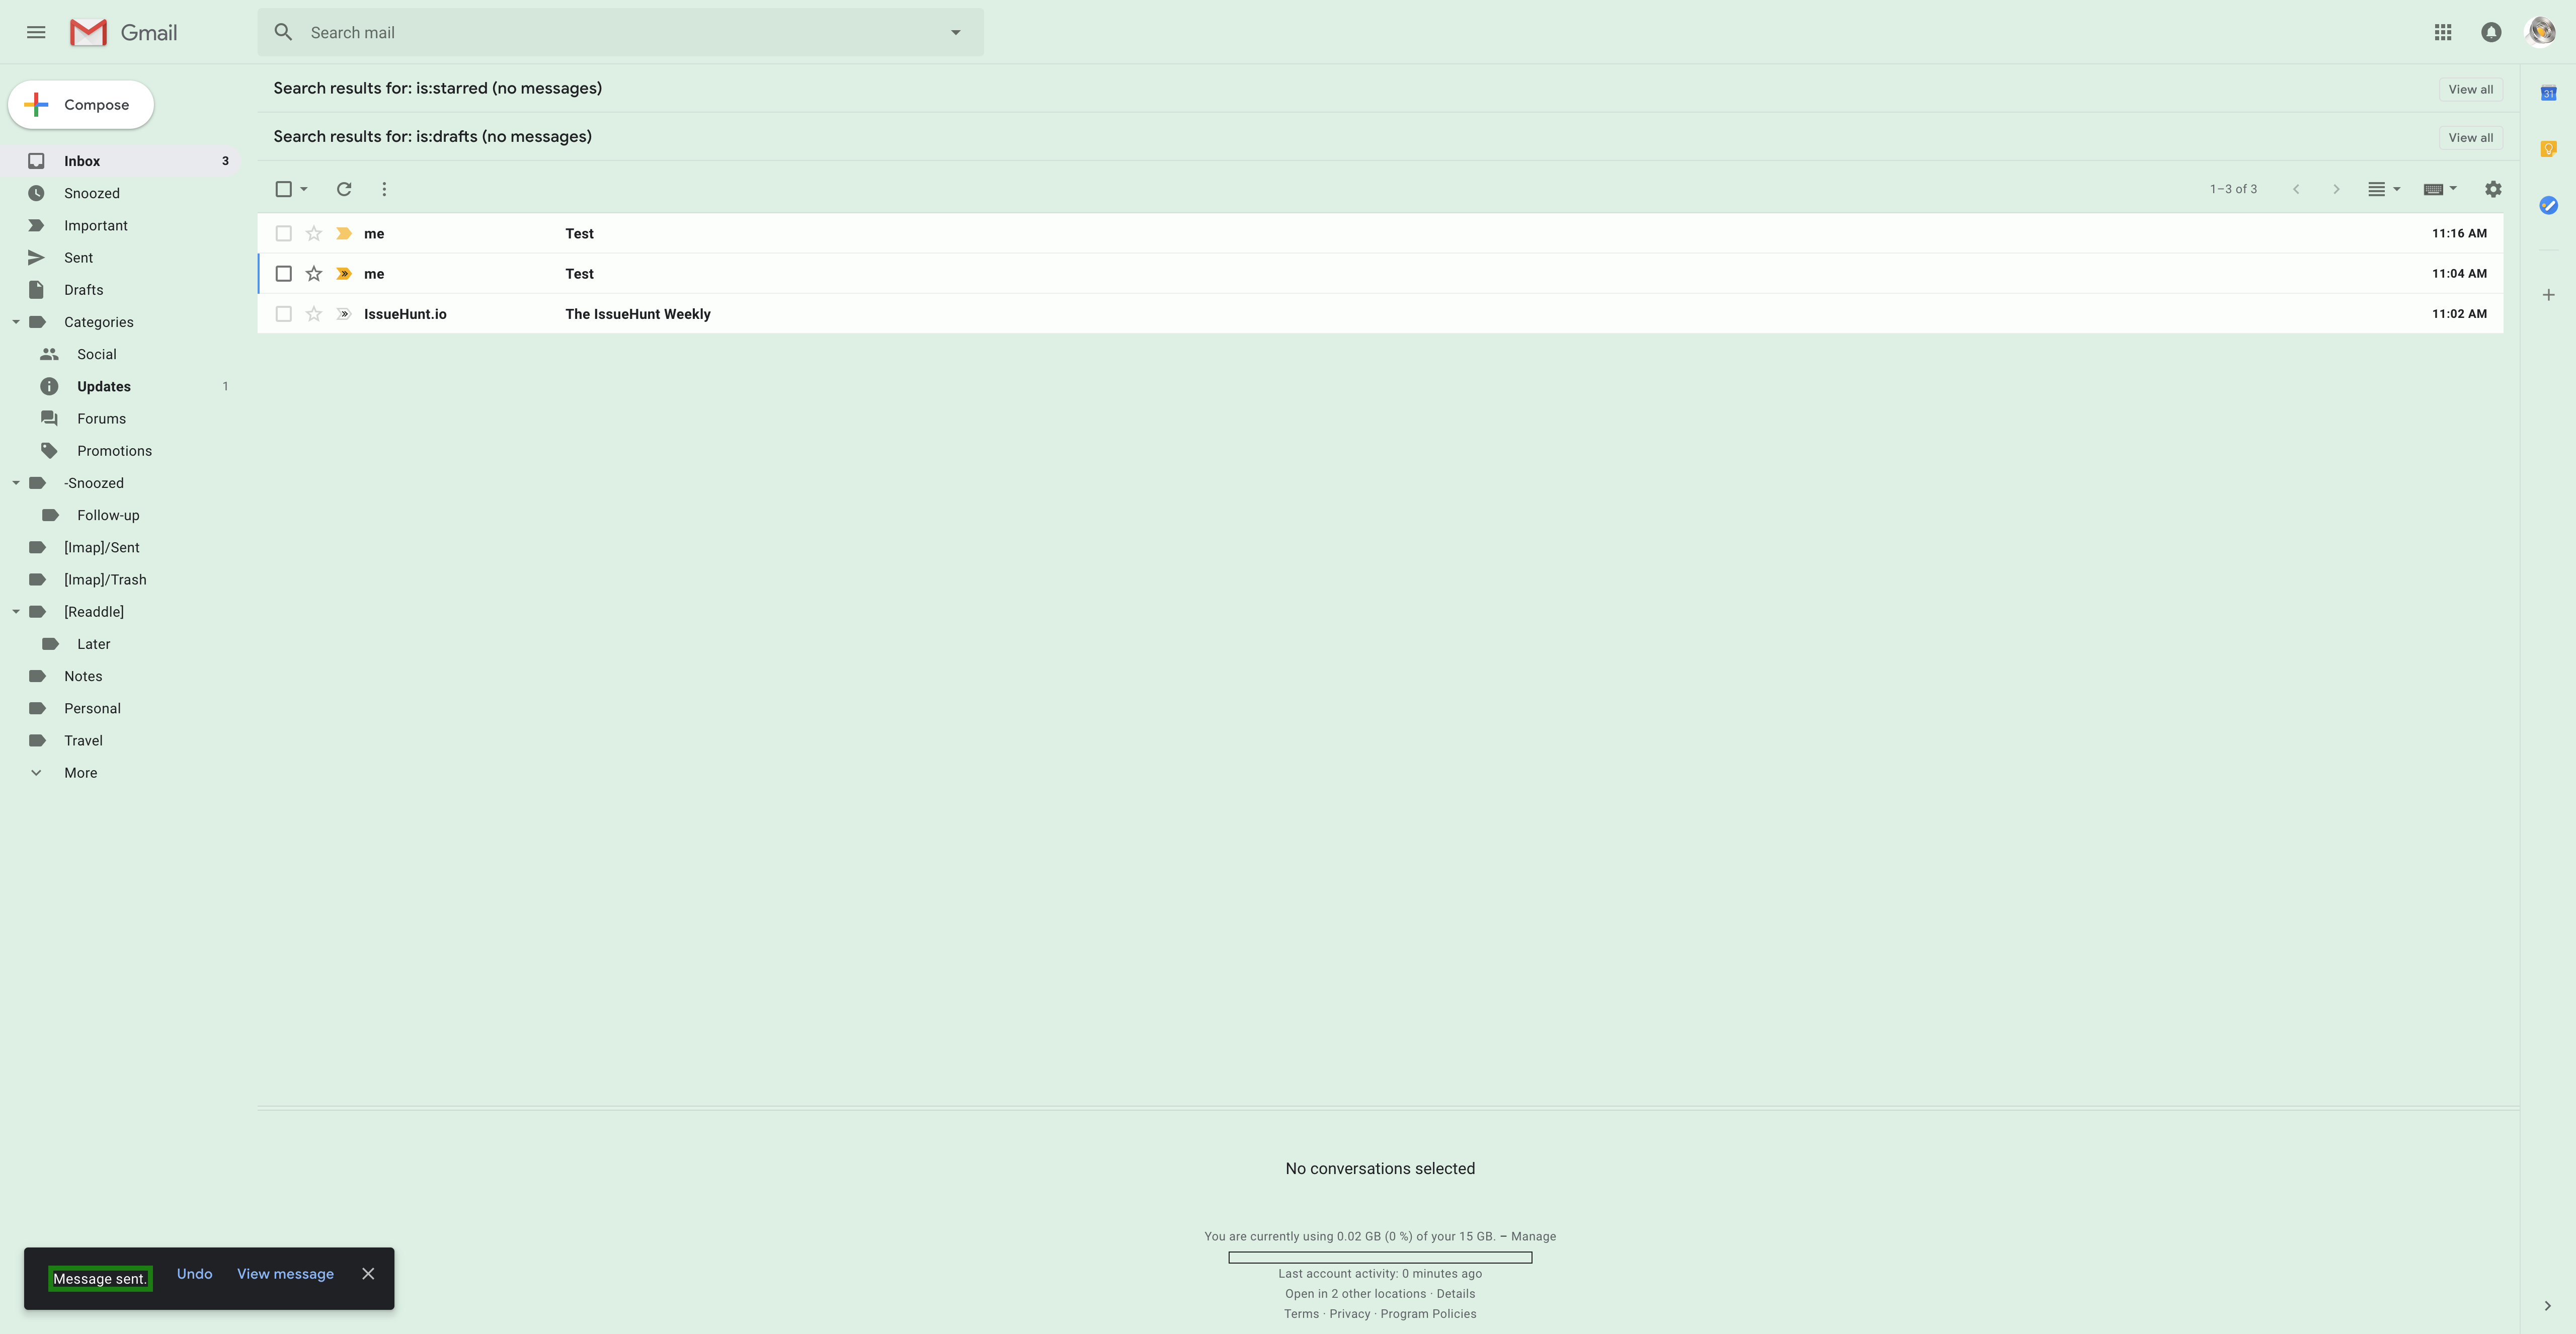 Gmail
Search mail
Compose
Inbox 3
Snoozed
Important
Sent
Drafts
Categories
Social
Updates 1
Forums
Promotions
-Snoozed
Follow-up
[Imap]/Sent
[Imap]/Trash
[Readdle]
Later
Notes
Personal
Travel
More
Search results for: is:starred (no messages) View all
Search results for: is:drafts (no messages) View all
1–3 of 3
me Test 11:16 AM
me Test 11:04 AM
IssueHunt.io The IssueHunt Weekly 11:02 AM
31
No conversations selected
You are currently using 0.02 GB (0 %) of your 15 GB. – Manage
Last account activity: 0 minutes ago
Open in 2 other locations · Details
Terms · Privacy · Program Policies
Message sent. Undo View message